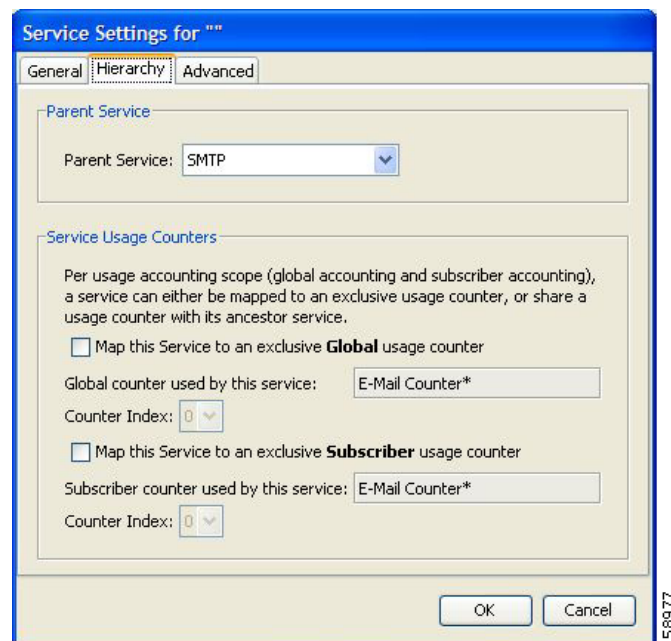 Service Settings for ""
General Hierarchy Advanced
Parent Service
Parent Service: SMTP
Service Usage Counters
Per usage accounting scope (global accounting and subscriber accounting),
a service can either be mapped to an exclusive usage counter, or share a
usage counter with its ancestor service.
Map this Service to an exclusive Global usage counter
Global counter used by this service: E-Mail Counter*
Counter Index: 0
Map this Service to an exclusive Subscriber usage counter
Subscriber counter used by this service: E-Mail Counter*
Counter Index: 0
OK Cancel